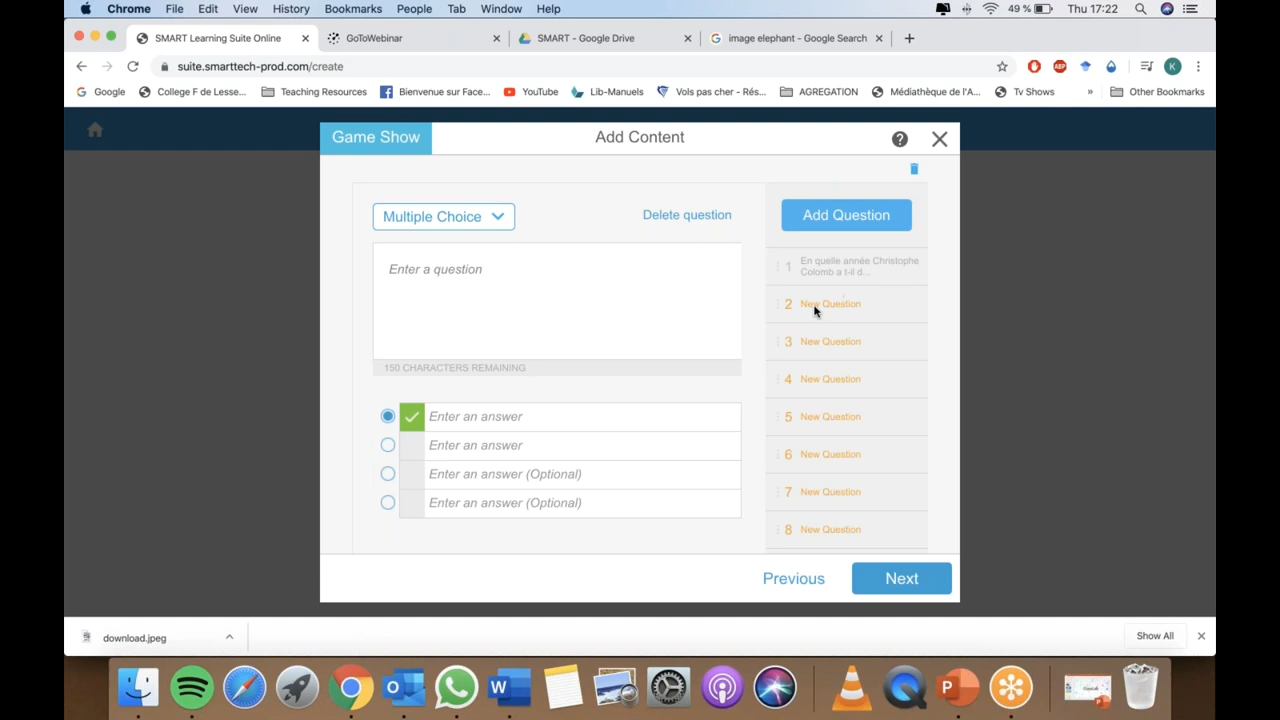 Chrome File Edit View History Bookmarks People Tab Window Help 49 % Thu 17:22
SMART Learning Suite Online GoToWebinar SMART - Google Drive image elephant - Google Search
suite.smarttech-prod.com/create ABP K
Google College F de Lesse... Teaching Resources Bienvenue sur Face... YouTube Lib-Manuels Vols pas cher - Rés... AGREGATION Médiathèque de l'A... Tv Shows » Other Bookmarks
Game Show Add Content
Multiple Choice Delete question Add Question
Enter a question
150 CHARACTERS REMAINING
Enter an answer
Enter an answer
Enter an answer (Optional)
Enter an answer (Optional)
1 En quelle année Christophe
Colomb a t-il d...
2 New Question
3 New Question
4 New Question
5 New Question
6 New Question
7 New Question
8 New Question
Previous Next
download.jpeg Show All